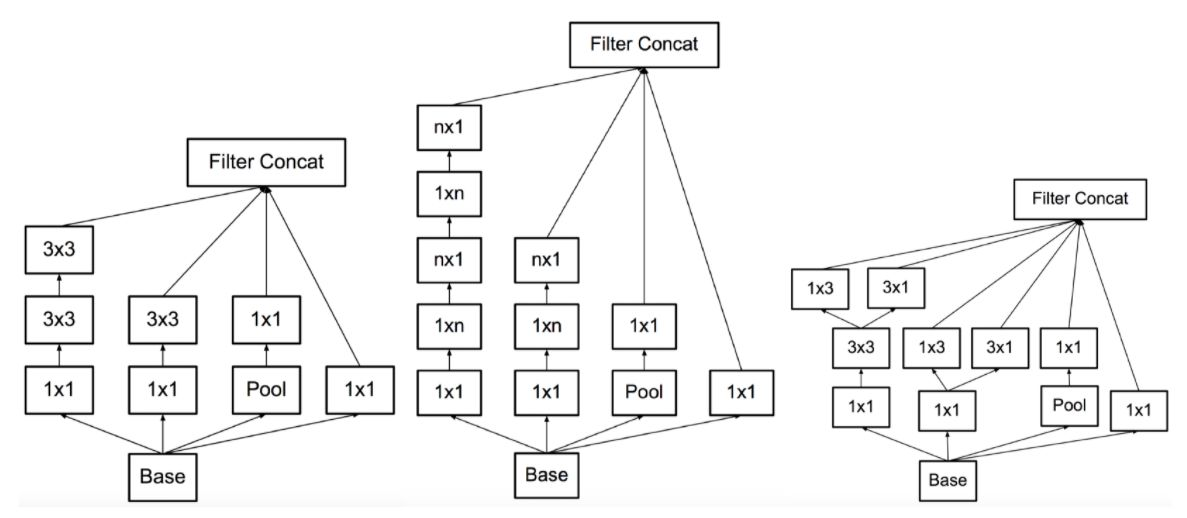 Filter Concat
3x3
3x3
3x3
1x1
1x1
1x1
Pool
1x1
Base
Filter Concat
nx1
1xn
nx1
nx1
1xn
1xn
1x1
1x1
1x1
Pool
1x1
Base
Filter Concat
1x3
3x1
3x3
1x3
3x1
1x1
1x1
1x1
Pool
1x1
Base